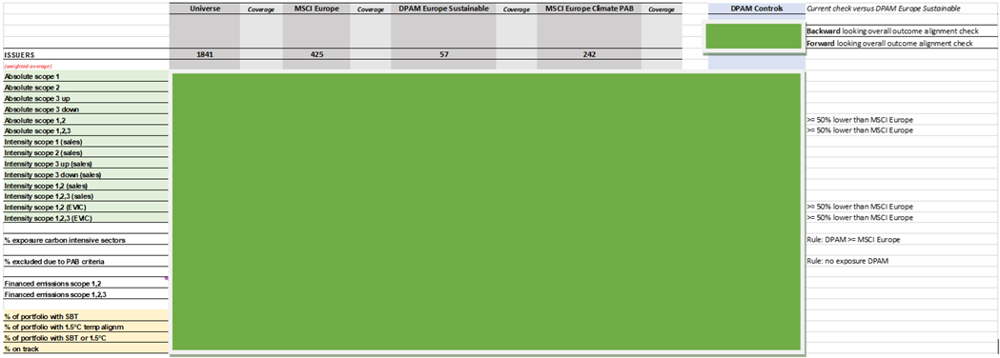 Universe Coverage MSCI Europe Coverage DPAM Europe Sustainable Coverage MSCI Europe Climate PAB Coverage DPAM Controls Current check versus DPAM Europe Sustainable
Backward looking overall outcome alignment check
Forward looking overall outcome alignment check
ISSUERS 1841 425 57 242
(weighted average)
Absolute scope 1
Absolute scope 2
Absolute scope 3 up
Absolute scope 3 down
Absolute scope 1,2 >= 50% lower than MSCI Europe
Absolute scope 1,2,3 >= 50% lower than MSCI Europe
Intensity scope 1 (sales)
Intensity scope 2 (sales)
Intensity scope 3 up (sales)
Intensity scope 3 down (sales)
Intensity scope 1,2 (sales)
Intensity scope 1,2,3 (sales)
Intensity scope 1,2 (EVIC) >= 50% lower than MSCI Europe
Intensity scope 1,2,3 (EVIC) >= 50% lower than MSCI Europe
% exposure carbon intensive sectors Rule: DPAM >= MSCI Europe
% excluded due to PAB criteria Rule: no exposure DPAM
Financed emissions scope 1,2
Financed emissions scope 1,2,3
% of portfolio with SBT
% of portfolio with 1.5°C temp alignm
% of portfolio with SBT or 1.5°C
% on track